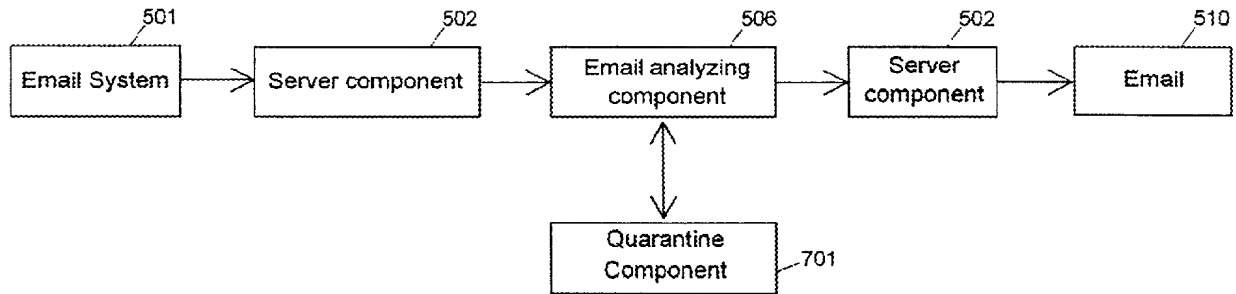 501
502
506
502
510
Email System
Server component
Email analyzing
component
Server
component
Email
Quarantine
Component
701